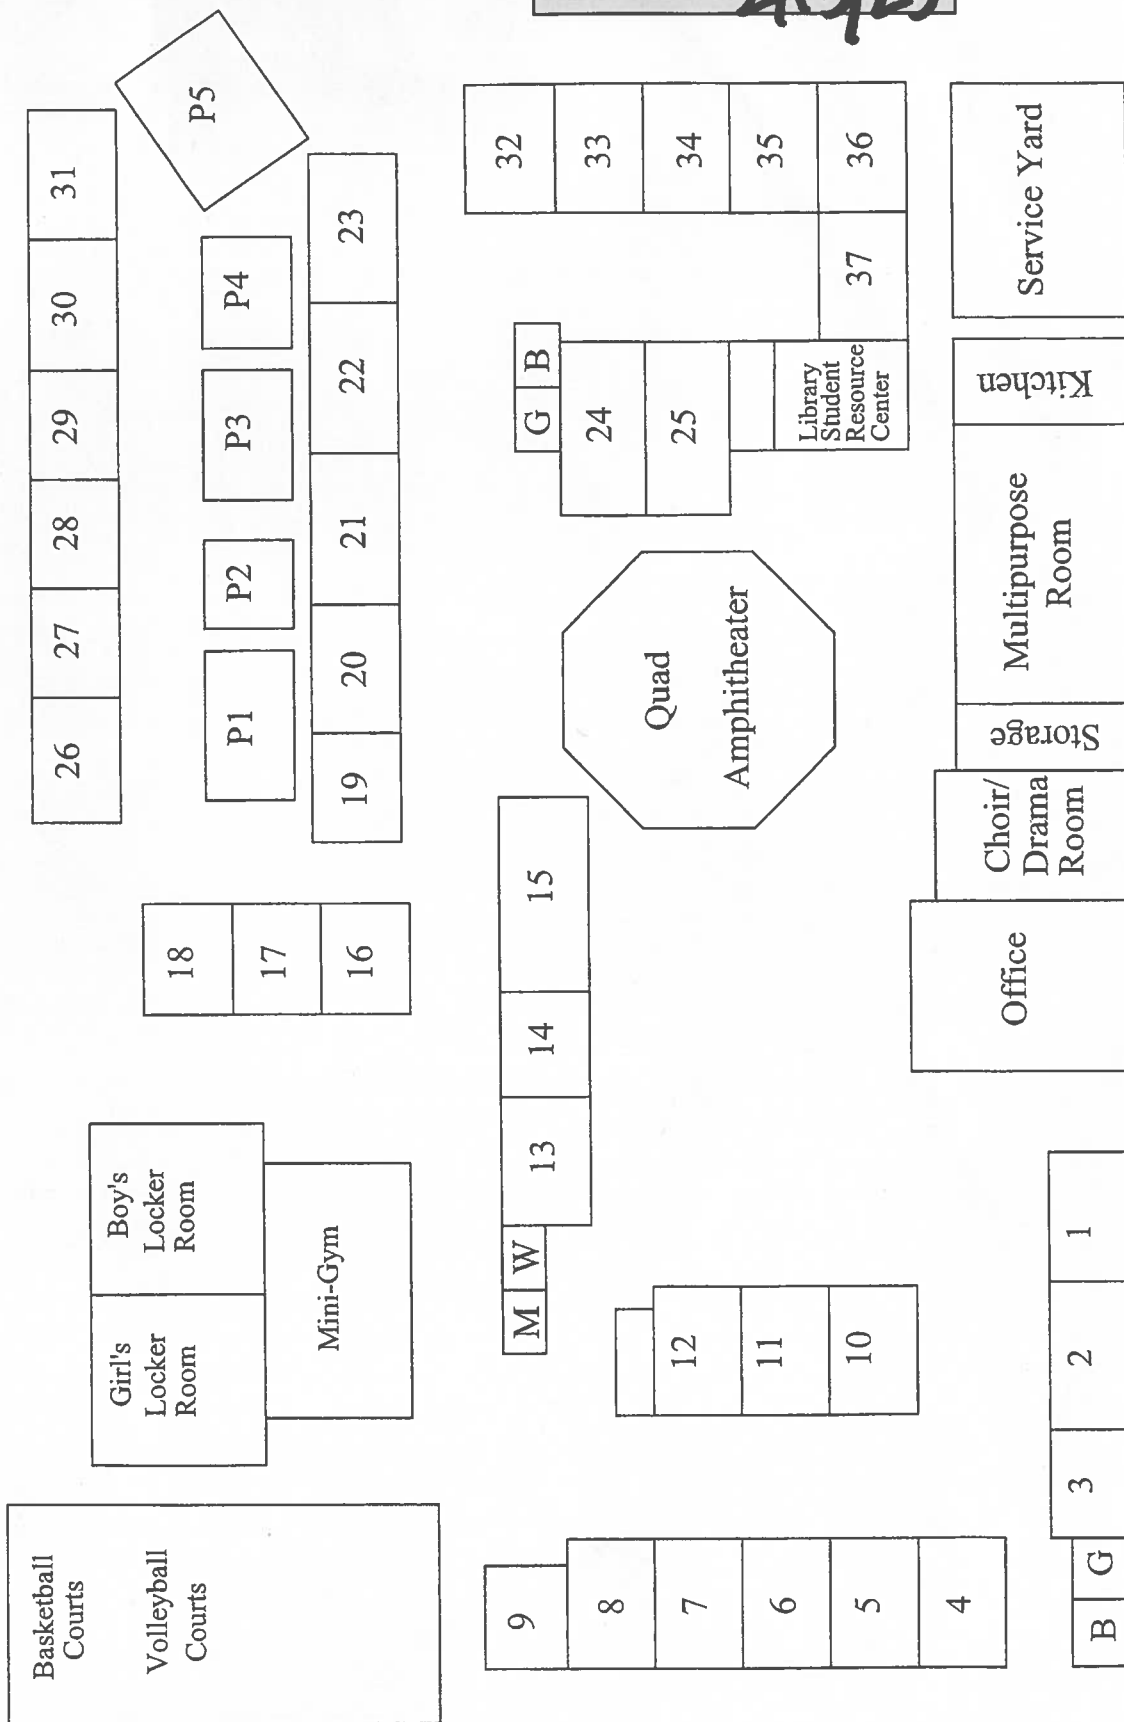 31
30
29
28
27
26
P5
P4
P3
P2
P1
23
22
21
20
19
18
17
16
Boy's
Locker
Room
Girl's
Locker
Room
Mini-Gym
Basketball
Courts
Volleyball
Courts
32
33
34
35
36
37
G B
24
25
Library
Student
Resource
Center
Quad
Amphitheater
15
14
13
M W
12
11
10
9
8
7
6
5
4
Service Yard
Kitchen
Multipurpose
Room
Storage
Choir/
Drama
Room
Office
1
2
3
B G